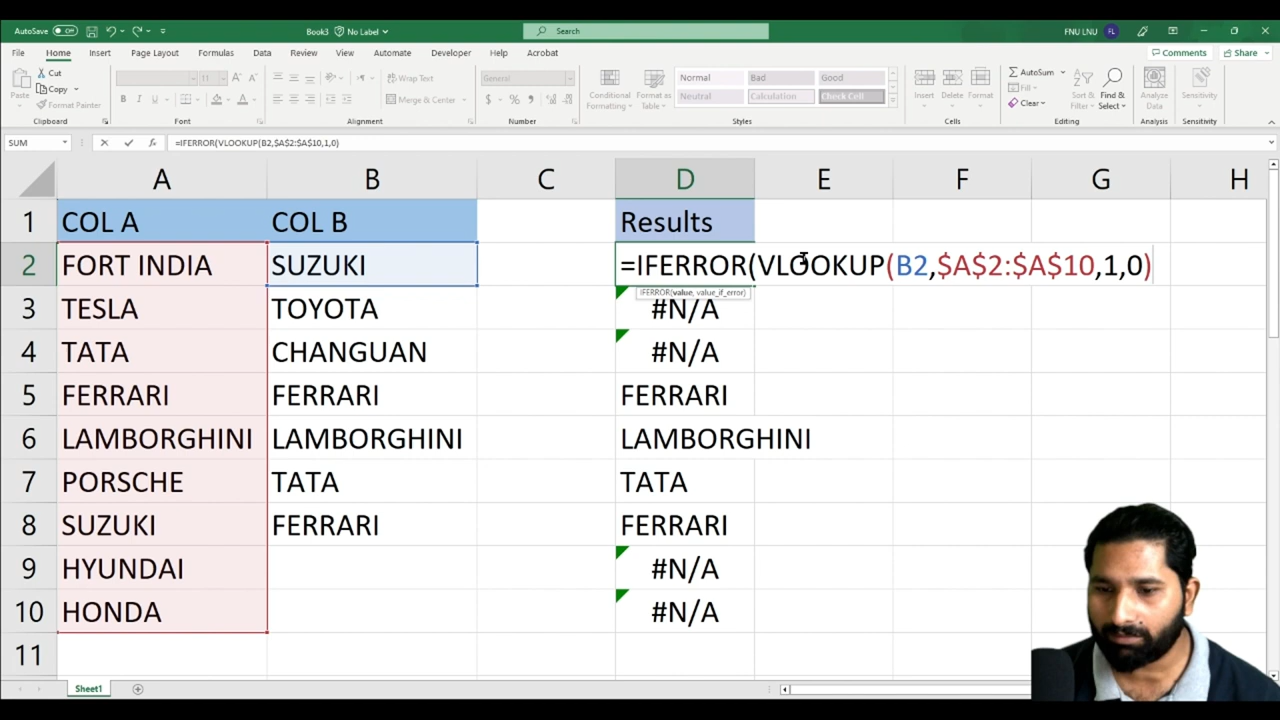 AutoSave Off Book3 No Label Search FNU LNU FL
File Home Insert Page Layout Formulas Data Review View Automate Developer Help Acrobat Comments Share
Paste Cut Copy Format Painter Clipboard
11 A A B I U A Font
Wrap Text Merge & Center Alignment
General $ % Number
Conditional Formatting Format as Table Normal Bad Good Neutral Calculation Check Cell Styles
Insert Delete Format Cells
AutoSum Fill Clear Sort & Filter Find & Select Editing
Analyze Data Analysis Sensitivity Sensitivity
SUM fx =IFERROR(VLOOKUP(B2,$A$2:$A$10,1,0)
A B C D E F G H
1 COL A COL B Results
2 FORT INDIA SUZUKI =IFERROR(VLOOKUP(B2,$A$2:$A$10,1,0)
IFERROR(value, value_if_error)
3 TESLA TOYOTA #N/A
4 TATA CHANGUAN #N/A
5 FERRARI FERRARI FERRARI
6 LAMBORGHINI LAMBORGHINI LAMBORGHINI
7 PORSCHE TATA TATA
8 SUZUKI FERRARI FERRARI
9 HYUNDAI #N/A
10 HONDA #N/A
11
Sheet1